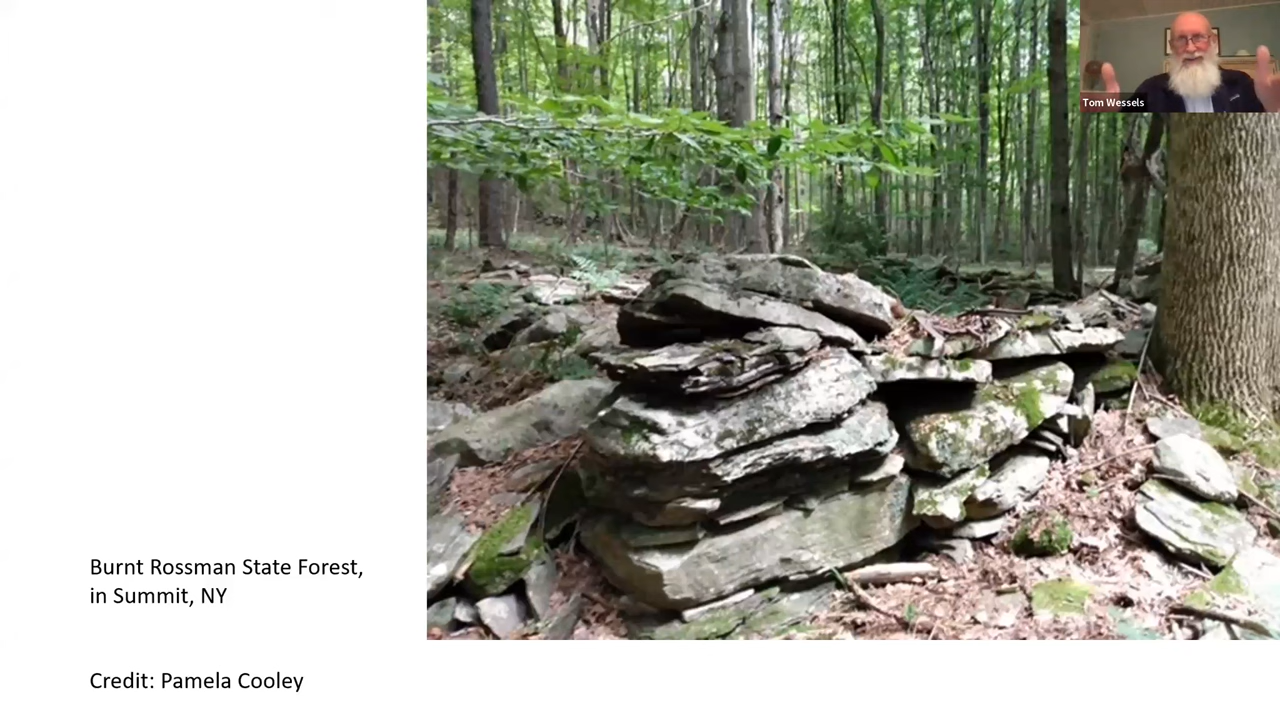 Tom Wessels
Burnt Rossman State Forest,
in Summit, NY
Credit: Pamela Cooley